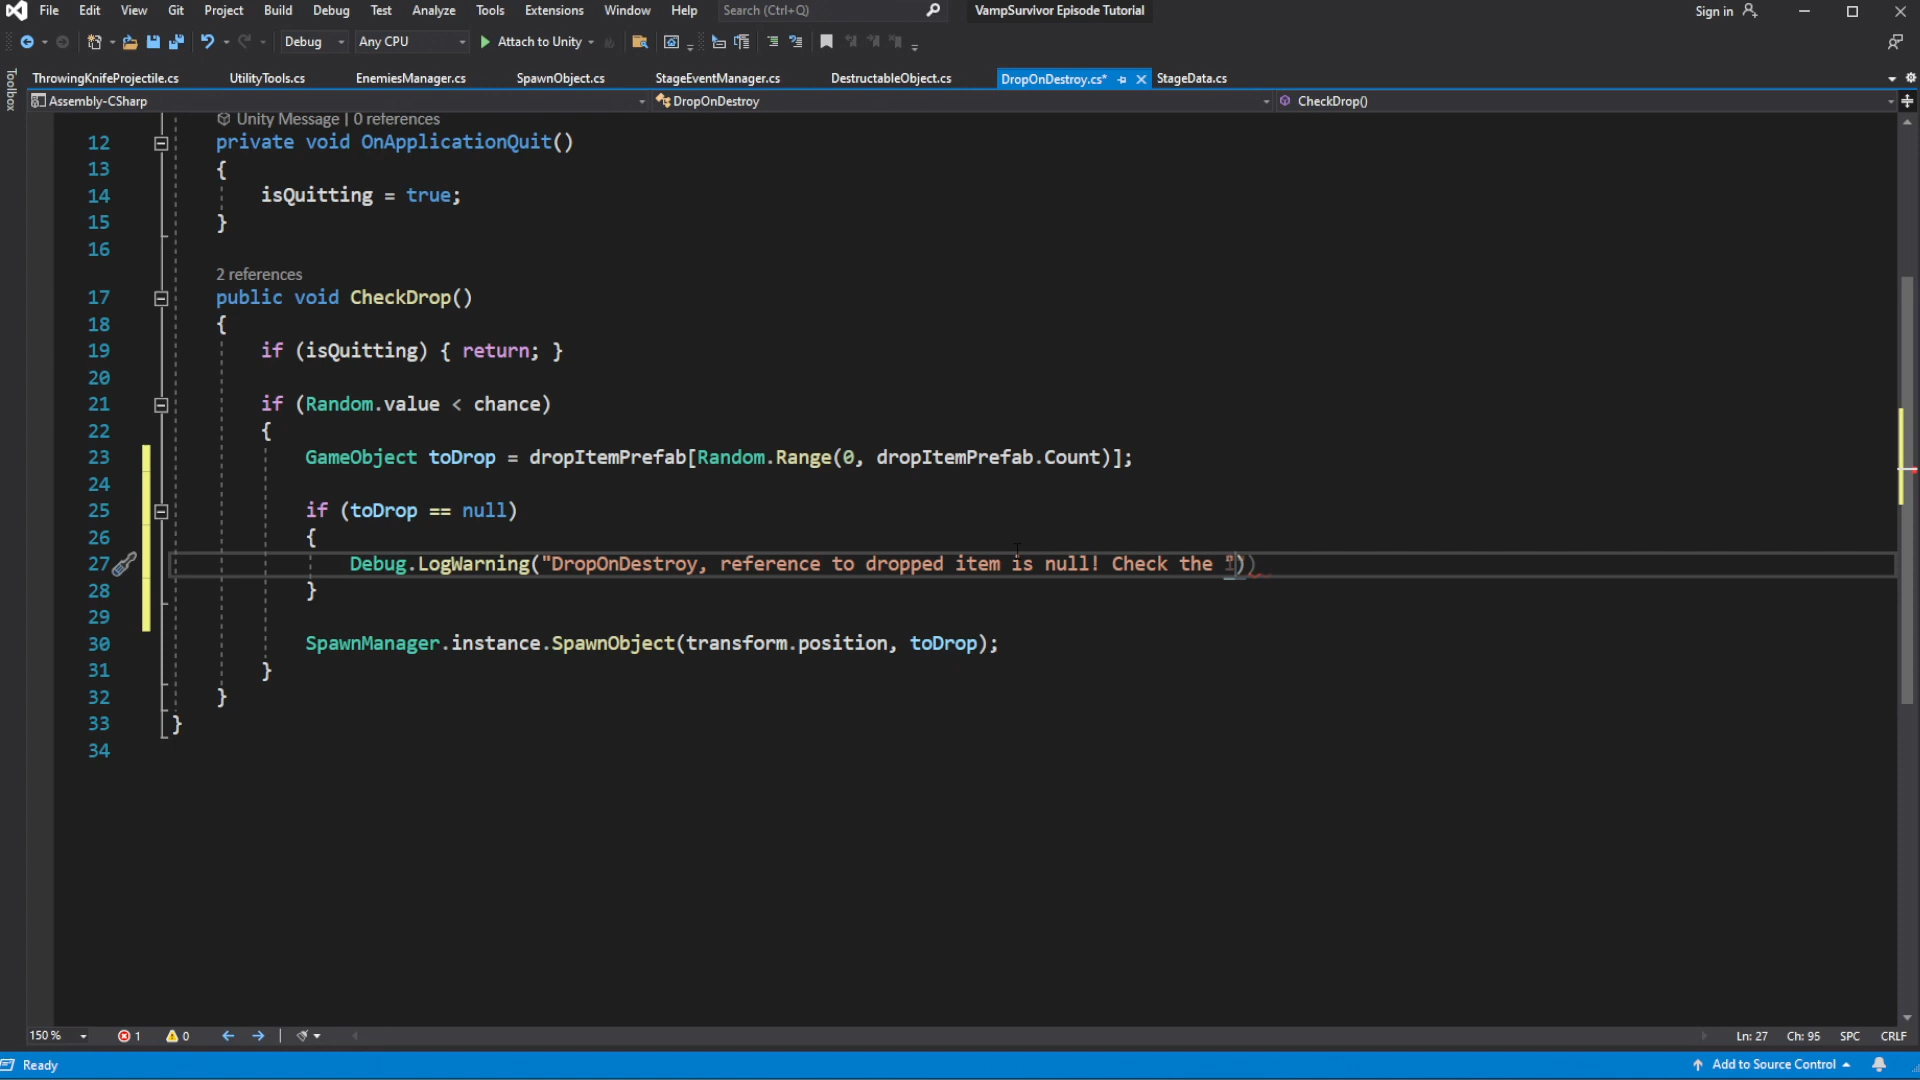 File Edit View Git Project Build Debug Test Analyze Tools Extensions Window Help Search (Ctrl+Q) VampSurvivor Episode Tutorial Sign in
Debug Any CPU Attach to Unity
Toolbox
ThrowingKnifeProjectile.cs UtilityTools.cs EnemiesManager.cs SpawnObject.cs StageEventManager.cs DestructableObject.cs DropOnDestroy.cs* StageData.cs
Assembly-CSharp DropOnDestroy CheckDrop()
Unity Message | 0 references
12 private void OnApplicationQuit()
13 {
14 isQuitting = true;
15 }
16
2 references
17 public void CheckDrop()
18 {
19 if (isQuitting) { return; }
20
21 if (Random.value < chance)
22 {
23 GameObject toDrop = dropItemPrefab[Random.Range(0, dropItemPrefab.Count)];
24
25 if (toDrop == null)
26 {
27 Debug.LogWarning("DropOnDestroy, reference to dropped item is null! Check the "))
28 }
29
30 SpawnManager.instance.SpawnObject(transform.position, toDrop);
31 }
32 }
33 }
34
150 % 1 0 Ln: 27 Ch: 95 SPC CRLF
Ready Add to Source Control